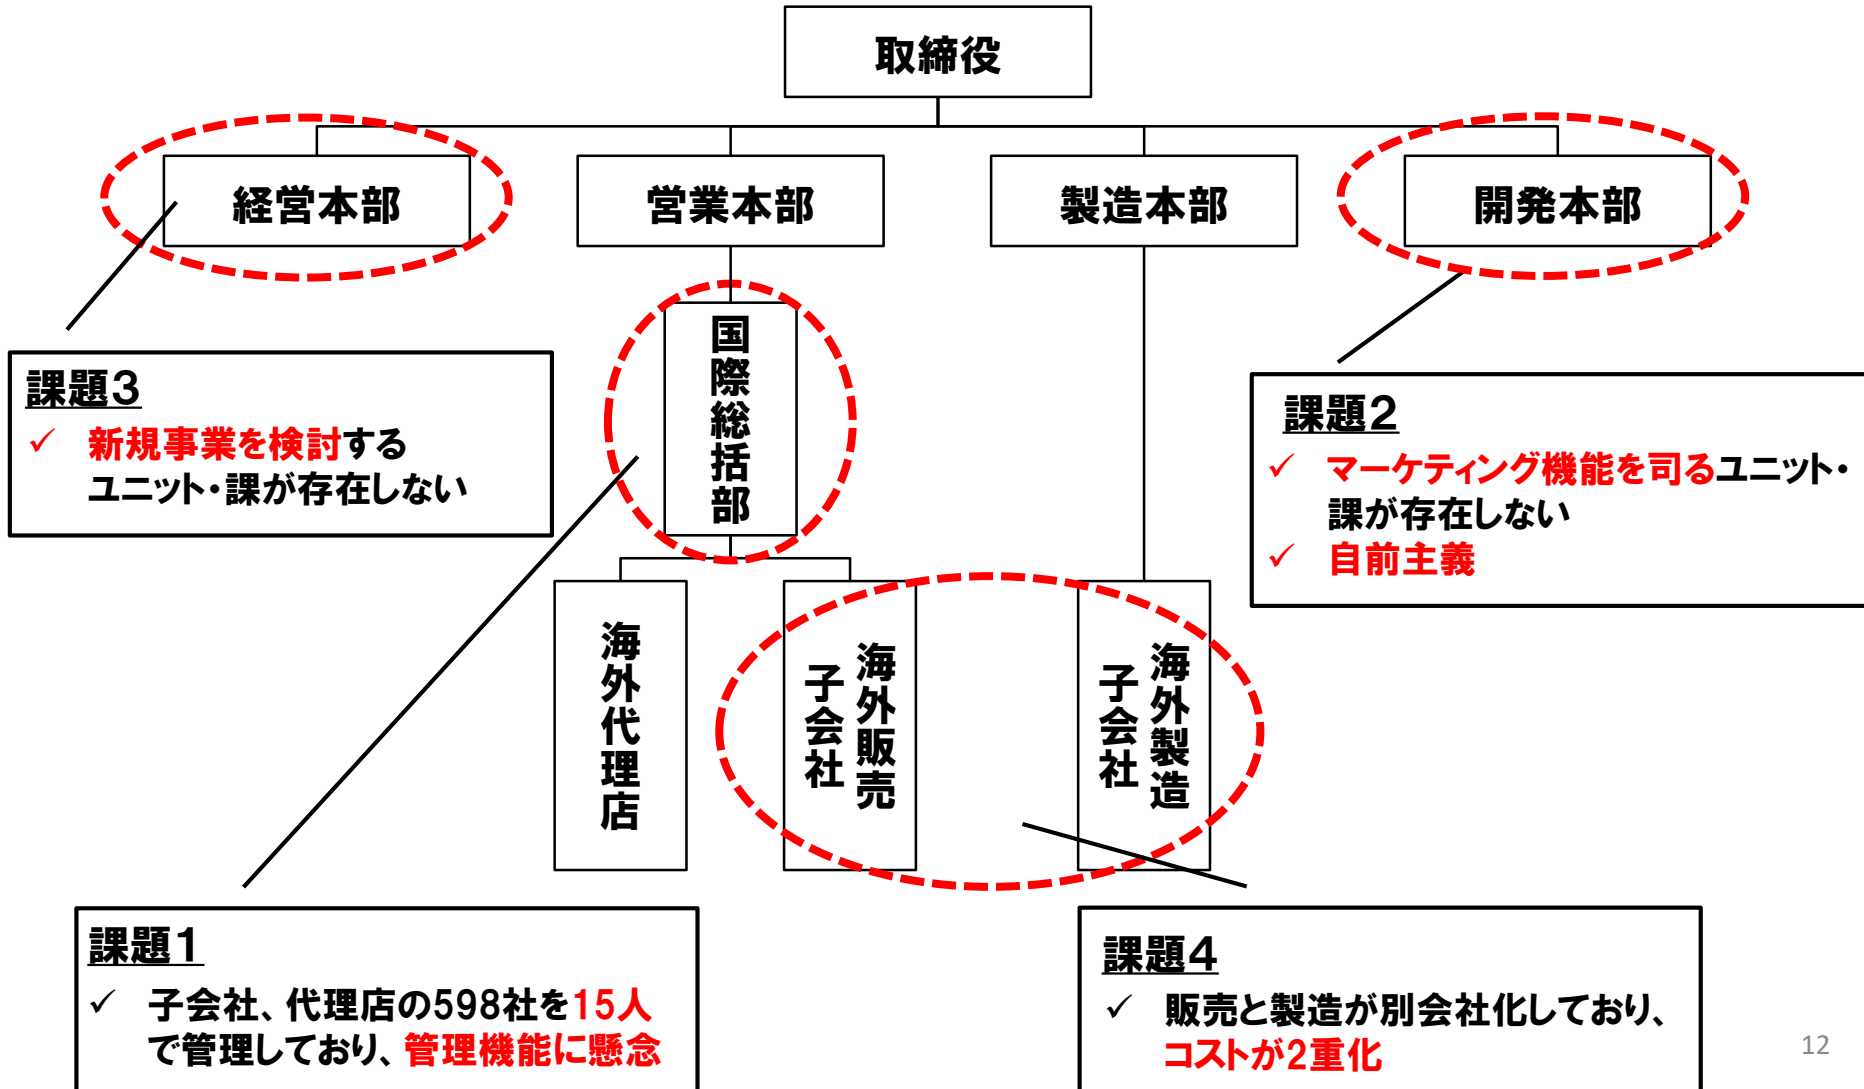 取締役
経営本部
営業本部
製造本部
開発本部
国際総括部
課題3
✓ 新規事業を検討する
ユニット・課が存在しない
課題2
✓ マーケティング機能を司るユニット・
課が存在しない
✓ 自前主義
海外代理店
海外販売
子会社
海外製造
子会社
課題1
✓ 子会社、代理店の598社を15人
で管理しており、管理機能に懸念
課題4
✓ 販売と製造が別会社化しており、
コストが2重化
12